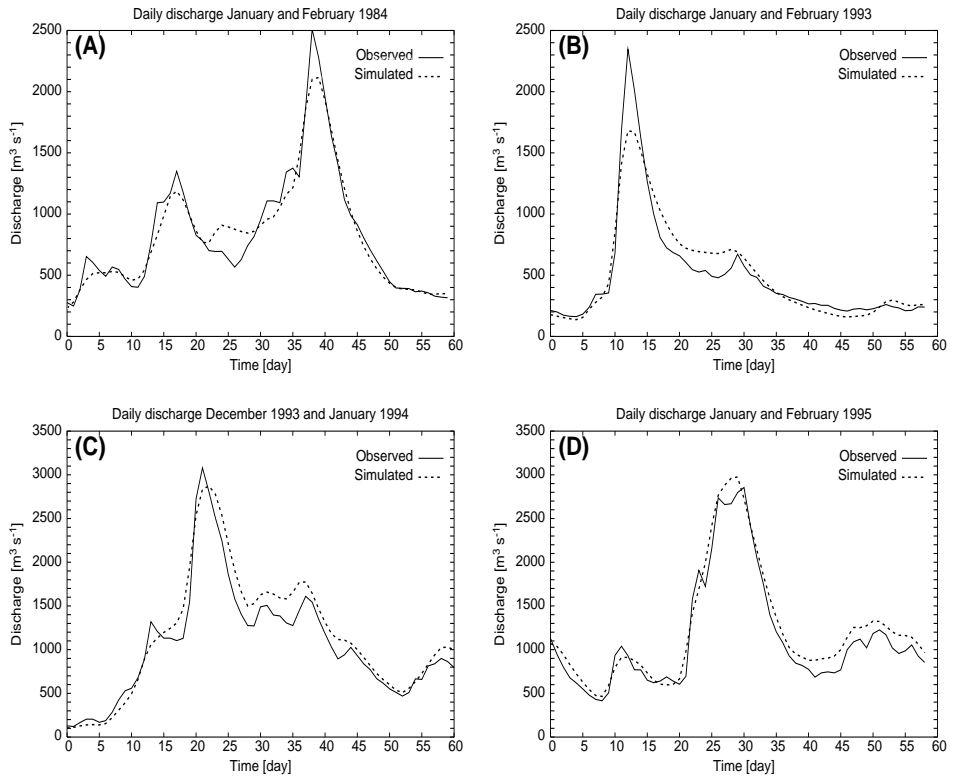 Daily discharge January and February 1984
(A)
Observed
Simulated
2500
2000
1500
1000
500
0
Discharge [m³ s-¹]
0 5 10 15 20 25 30 35 40 45 50 55 60
Time [day]
Daily discharge January and February 1993
(B)
Observed
Simulated
2500
2000
1500
1000
500
0
Discharge [m³ s-¹]
0 5 10 15 20 25 30 35 40 45 50 55 60
Time [day]
Daily discharge December 1993 and January 1994
(C)
Observed
Simulated
3500
3000
2500
2000
1500
1000
500
0
Discharge [m³ s-¹]
0 5 10 15 20 25 30 35 40 45 50 55 60
Time [day]
Daily discharge January and February 1995
(D)
Observed
Simulated
3500
3000
2500
2000
1500
1000
500
0
Discharge [m³ s-¹]
0 5 10 15 20 25 30 35 40 45 50 55 60
Time [day]